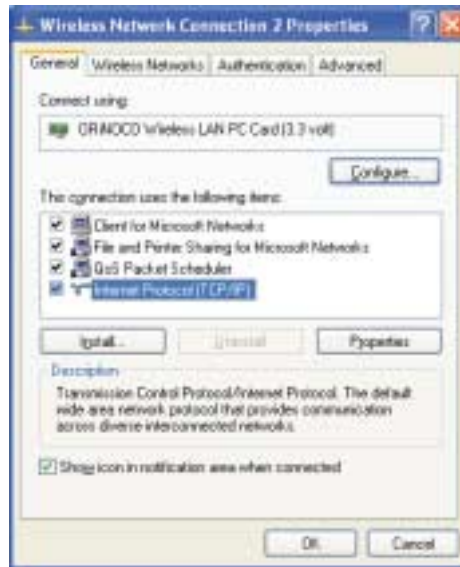 Wireless Network Connection 2 Properties
General Wireless Networks Authentication Advanced
Connect using:
ORiNOCO Wireless LAN PC Card (3.3 volt)
Configure...
This connection uses the following items:
Client for Microsoft Networks
File and Printer Sharing for Microsoft Networks
QoS Packet Scheduler
Internet Protocol (TCP/IP)
Install... Uninstall Properties
Description
Transmission Control Protocol/Internet Protocol. The default
wide area network protocol that provides communication
across diverse interconnected networks.
Show icon in notification area when connected
OK Cancel